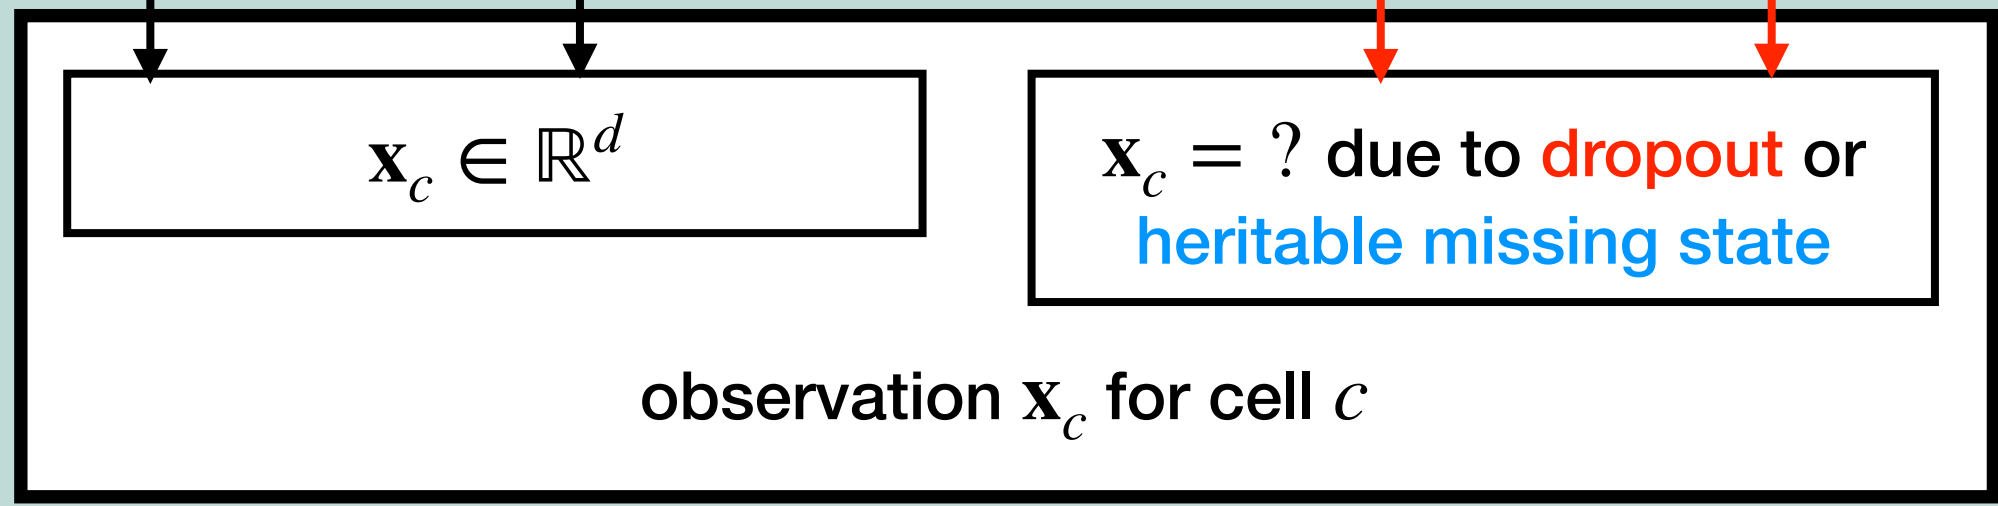 𝐱_c ∈ ℝ^d
𝐱_c = ? due to dropout or
heritable missing state
observation 𝐱_c for cell c